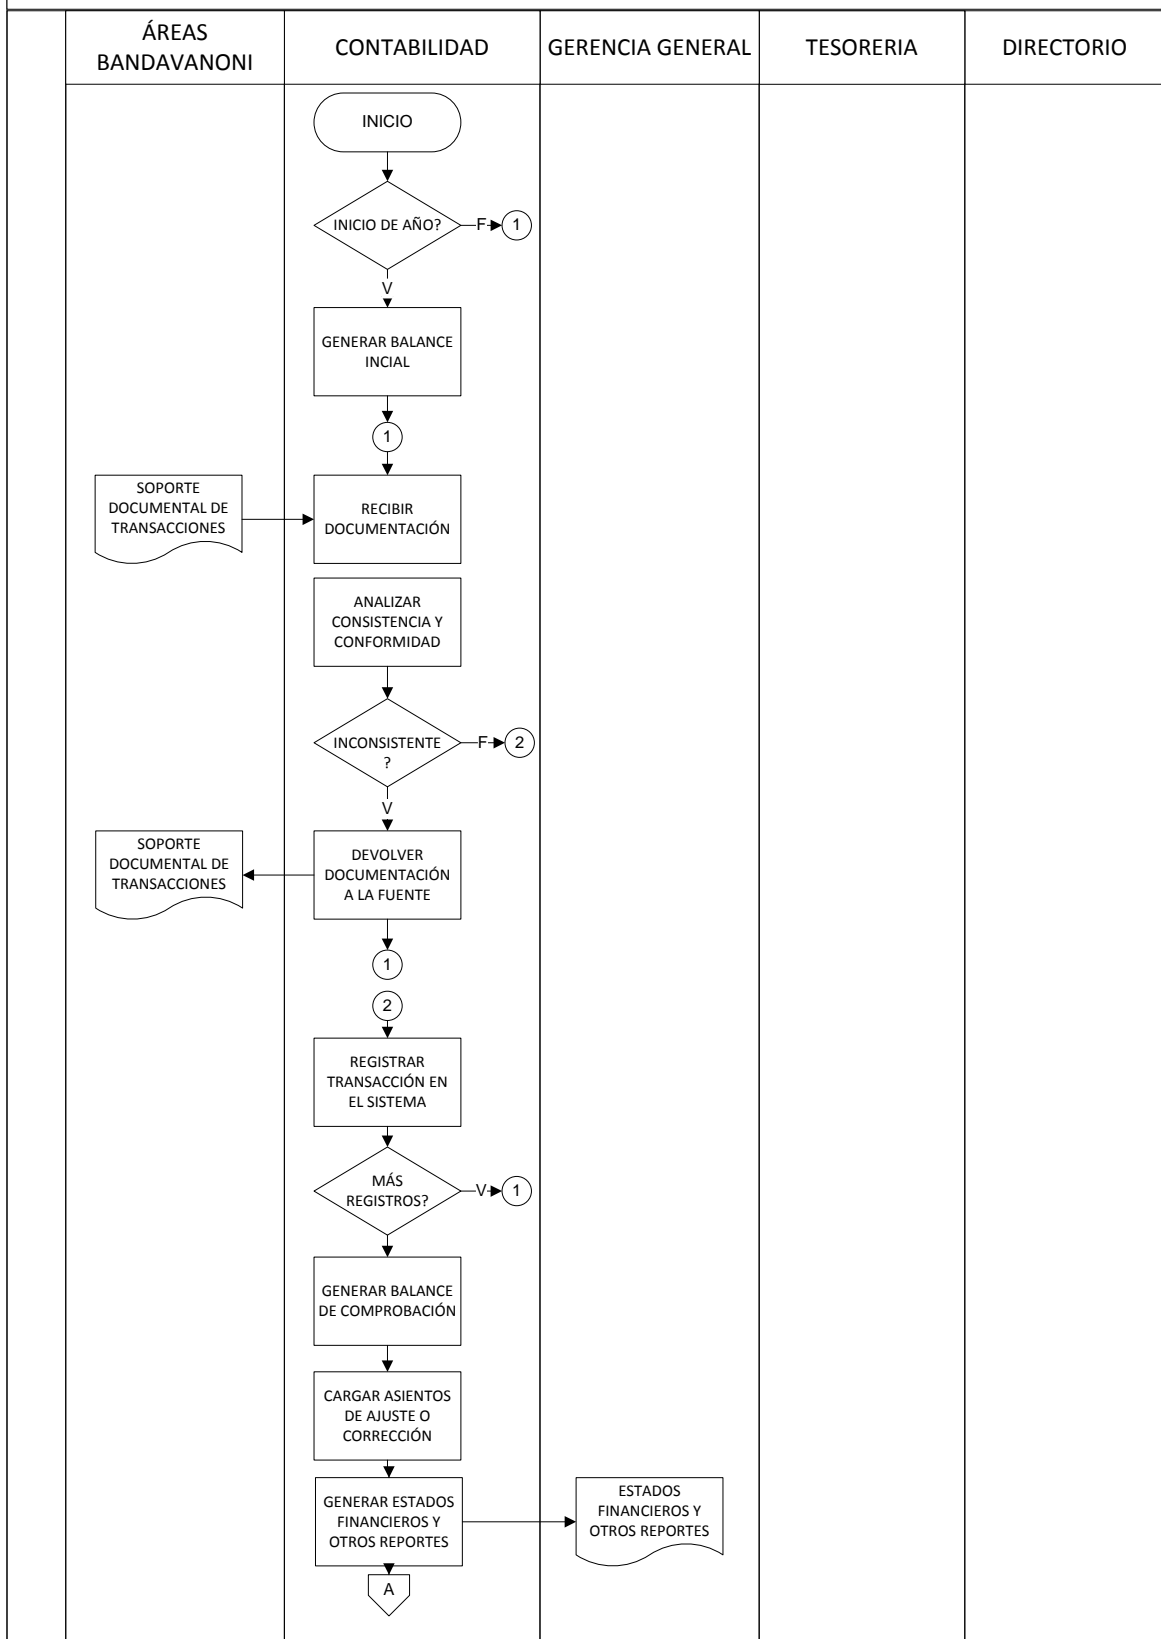 ÁREAS
BANDAVANONI
CONTABILIDAD
GERENCIA GENERAL
TESORERIA
DIRECTORIO
INICIO
INICIO DE AÑO?
F
1
V
GENERAR BALANCE
INCIAL
1
SOPORTE
DOCUMENTAL DE
TRANSACCIONES
RECIBIR
DOCUMENTACIÓN
ANALIZAR
CONSISTENCIA Y
CONFORMIDAD
INCONSISTENTE
?
F
2
V
SOPORTE
DOCUMENTAL DE
TRANSACCIONES
DEVOLVER
DOCUMENTACIÓN
A LA FUENTE
1
2
REGISTRAR
TRANSACCIÓN EN
EL SISTEMA
MÁS
REGISTROS?
V
1
GENERAR BALANCE
DE COMPROBACIÓN
CARGAR ASIENTOS
DE AJUSTE O
CORRECCIÓN
GENERAR ESTADOS
FINANCIEROS Y
OTROS REPORTES
ESTADOS
FINANCIEROS Y
OTROS REPORTES
A